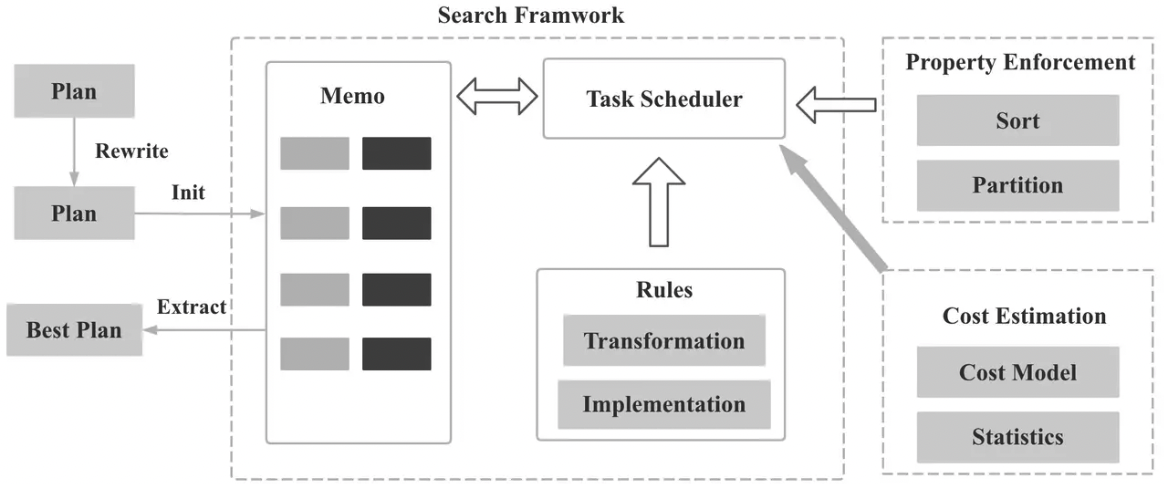 Search Framwork
Plan
Rewrite
Plan
Init
Best Plan
Extract
Memo
Task Scheduler
Rules
Transformation
Implementation
Property Enforcement
Sort
Partition
Cost Estimation
Cost Model
Statistics